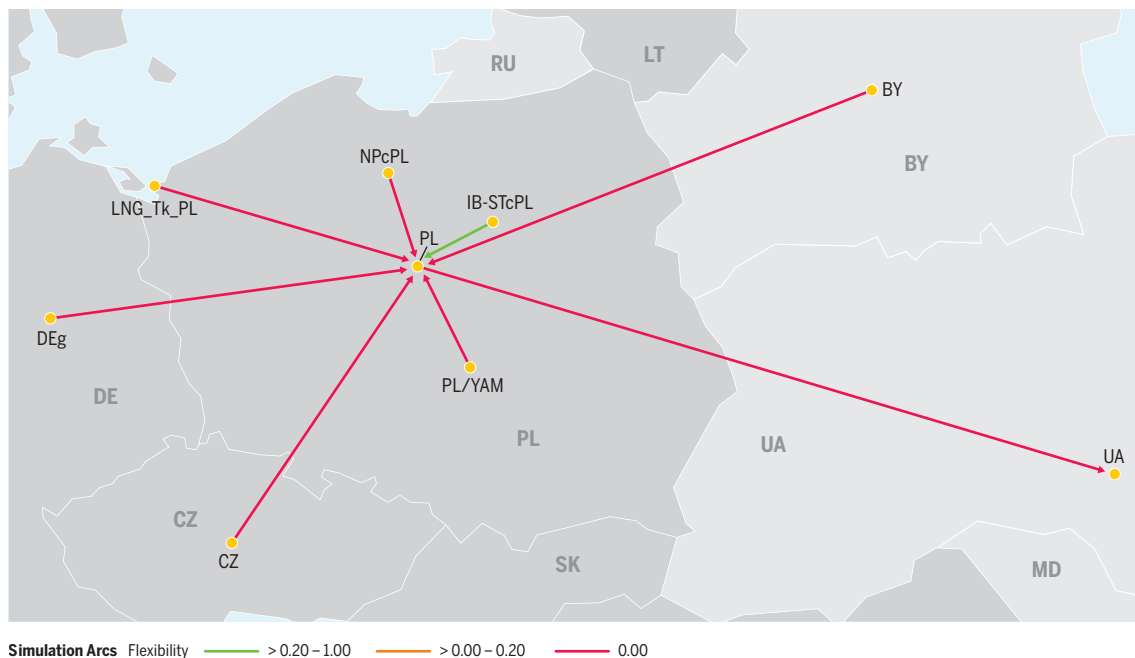 LT
RU
BY
BY
NPcPL
LNG_Tk_PL
IB-STcPL
PL
DEg
DE
PL/YAM
PL
UA
UA
CZ
CZ
SK
MD
Simulation Arcs Flexibility > 0.20 – 1.00 > 0.00 – 0.20 0.00